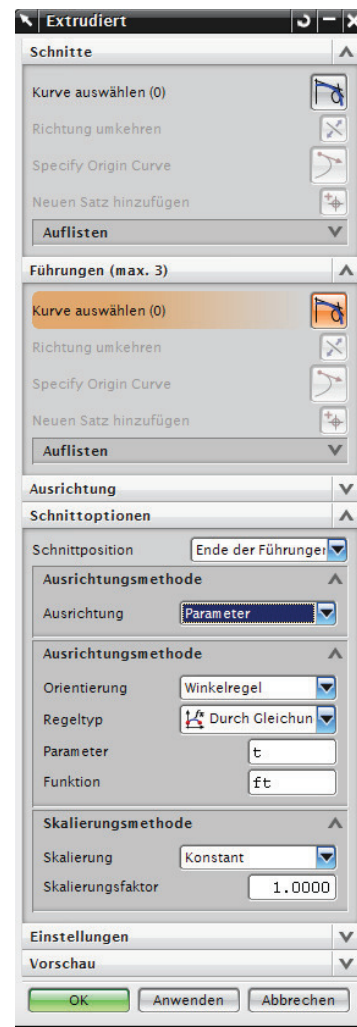 Extrudiert
Schnitte
Kurve auswählen (0)
Richtung umkehren
Specify Origin Curve
Neuen Satz hinzufügen
Auflisten
Führungen (max. 3)
Kurve auswählen (0)
Richtung umkehren
Specify Origin Curve
Neuen Satz hinzufügen
Auflisten
Ausrichtung
Schnittoptionen
Schnittposition Ende der Führunger
Ausrichtungsmethode
Ausrichtung Parameter
Ausrichtungsmethode
Orientierung Winkelregel
Regeltyp Durch Gleichun
Parameter t
Funktion ft
Skalierungsmethode
Skalierung Konstant
Skalierungsfaktor 1.0000
Einstellungen
Vorschau
OK Anwenden Abbrechen